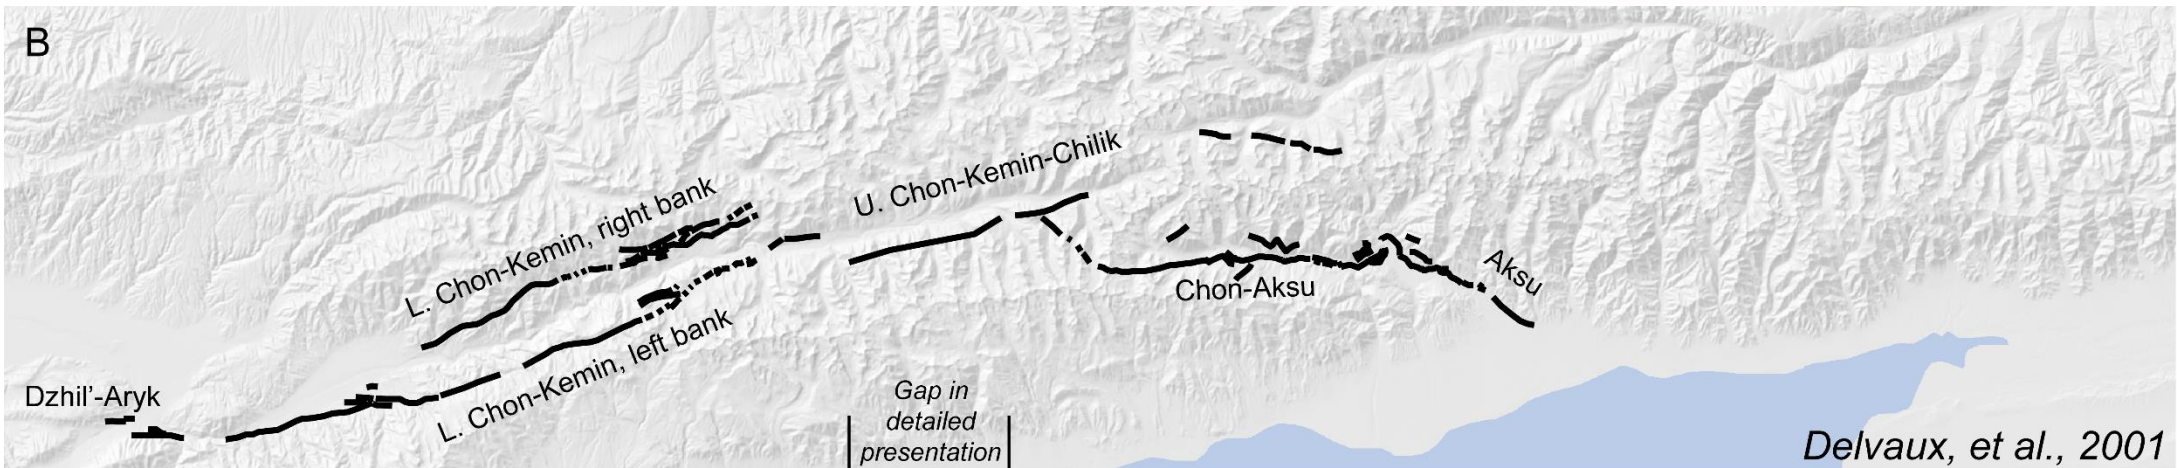 B
L. Chon-Kemin, right bank
U. Chon-Kemin-Chilik
Chon-Aksu
Aksu
Dzhil'-Aryk
L. Chon-Kemin, left bank
Gap in
detailed
presentation
Delvaux, et al., 2001